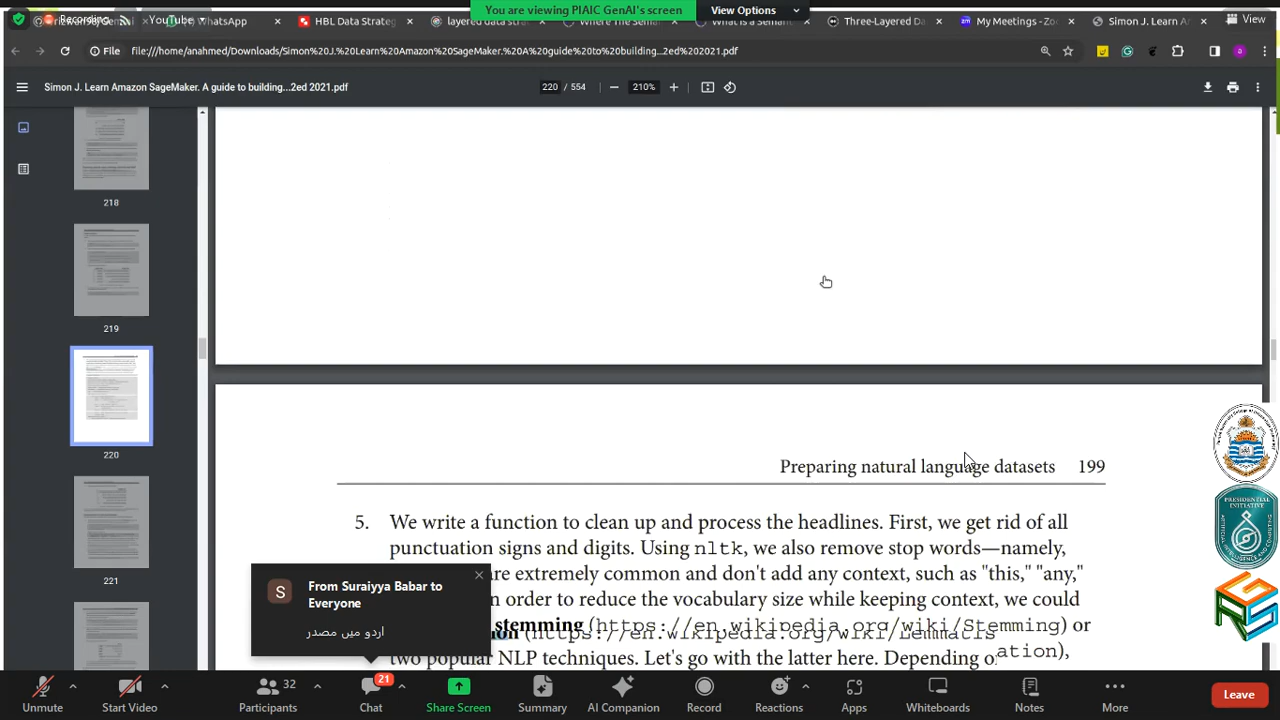 You are viewing PIAIC GenAI's screen
View Options
View
Recording
YouTube
WhatsApp
HBL Data Strateg
layered data str
Where The Semant
What is a Semant
Three-Layered Da
My Meetings - Zoo
Simon J. Learn A
File
file:///home/anahmed/Downloads/Simon%20J.%20Learn%20Amazon%20SageMaker.%20A%20guide%20to%20building...2ed%202021.pdf
Simon J. Learn Amazon SageMaker. A guide to building...2ed 2021.pdf
220 / 554
210%
218
219
220
221
Preparing natural language datasets 199
5. We write a function to clean up and process the headlines. First, we get rid of all
punctuation signs and digits. Using nltk, we also remove stop words—namely,
re extremely common and don't add any context, such as "this," "any,"
n order to reduce the vocabulary size while keeping context, we could
stemming (https://en.wikipedia.org/wiki/Stemming) or
on (https://en.wikipedia.org/wiki/Lemmatis
ation),
two popular NLP techniques. Let's go with the latter here. Depending o
S
From Suraiyya Babar to
Everyone
اردو میں مصدر
PRESIDENTIAL
INITIATIVE
Unmute
Start Video
32
Participants
21
Chat
Share Screen
Summary
AI Companion
Record
Reactions
Apps
Whiteboards
More
Notes
Leave